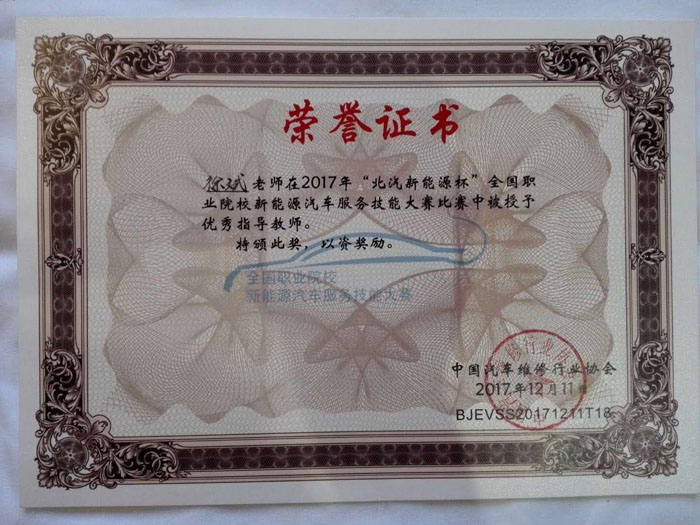 荣誉证书
徐斌老师在2017年“北汽新能源杯”全国职
业院校新能源汽车服务技能大赛比赛中被授予
优秀指导教师。
特颁此奖，以资奖励。
全国职业院校
新能源汽车服务技能大赛
中国汽车维修行业协会
2017年12月11日
BJEVSS20171211T18